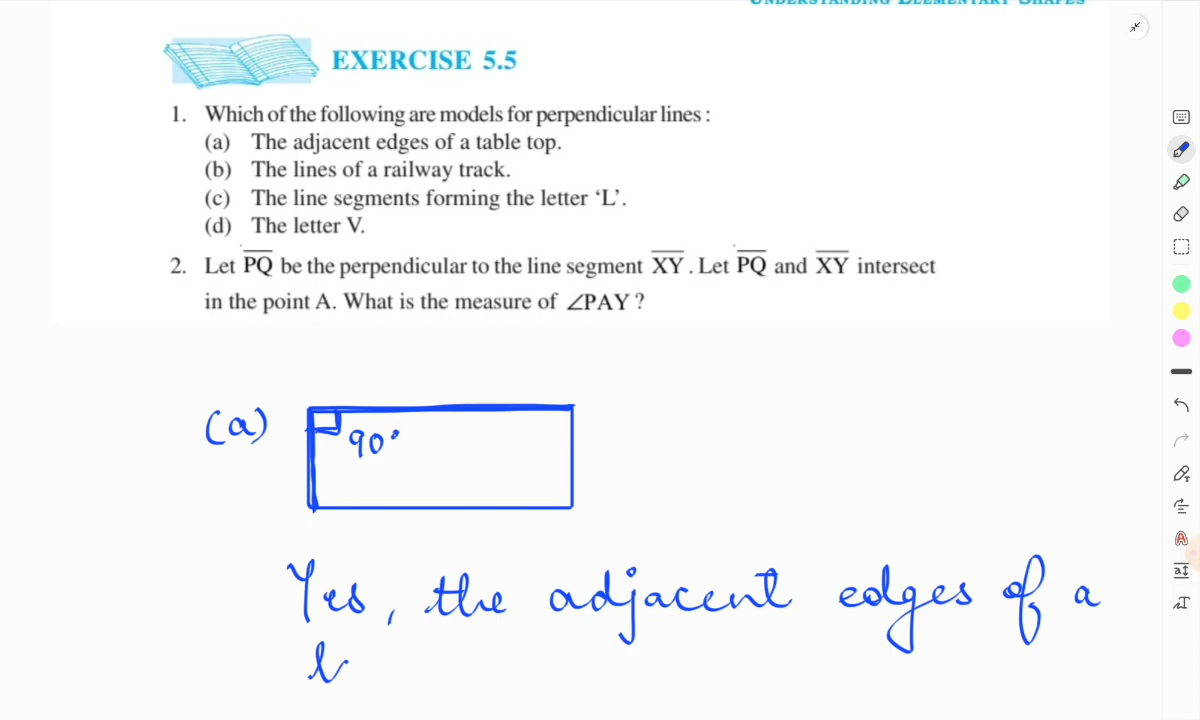 UNDERSTANDING ELEMENTARY SHAPES
EXERCISE 5.5
1. Which of the following are models for perpendicular lines :
(a) The adjacent edges of a table top.
(b) The lines of a railway track.
(c) The line segments forming the letter ‘L’.
(d) The letter V.
2. Let PQ be the perpendicular to the line segment XY . Let PQ and XY intersect
in the point A. What is the measure of ∠PAY ?
(a)
90°
Yes, the adjacent edges of a